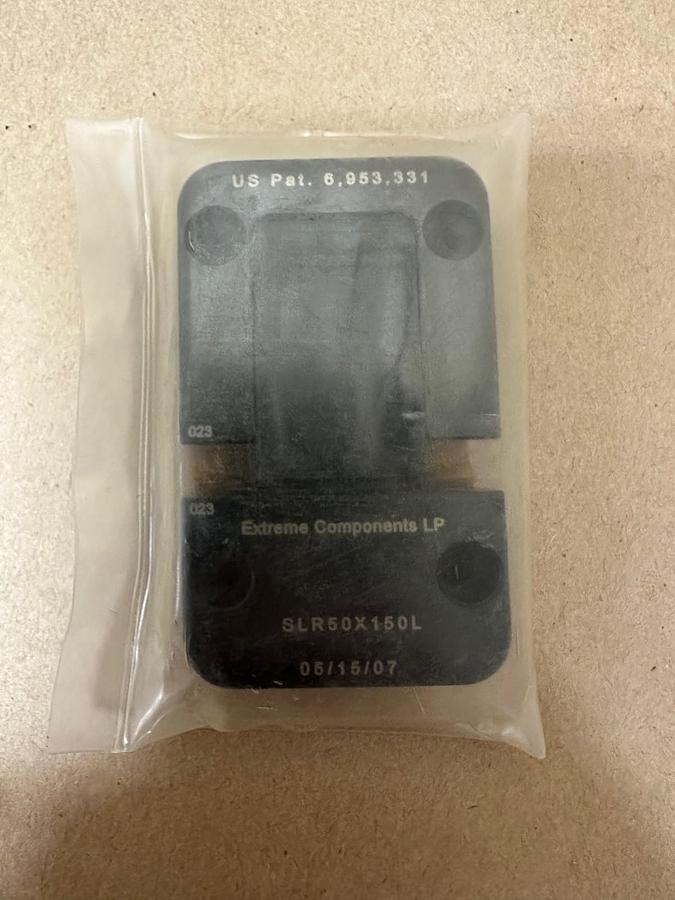 US Pat. 6,953,331
023
023
Extreme Components LP
SLR50X150L
05/15/07